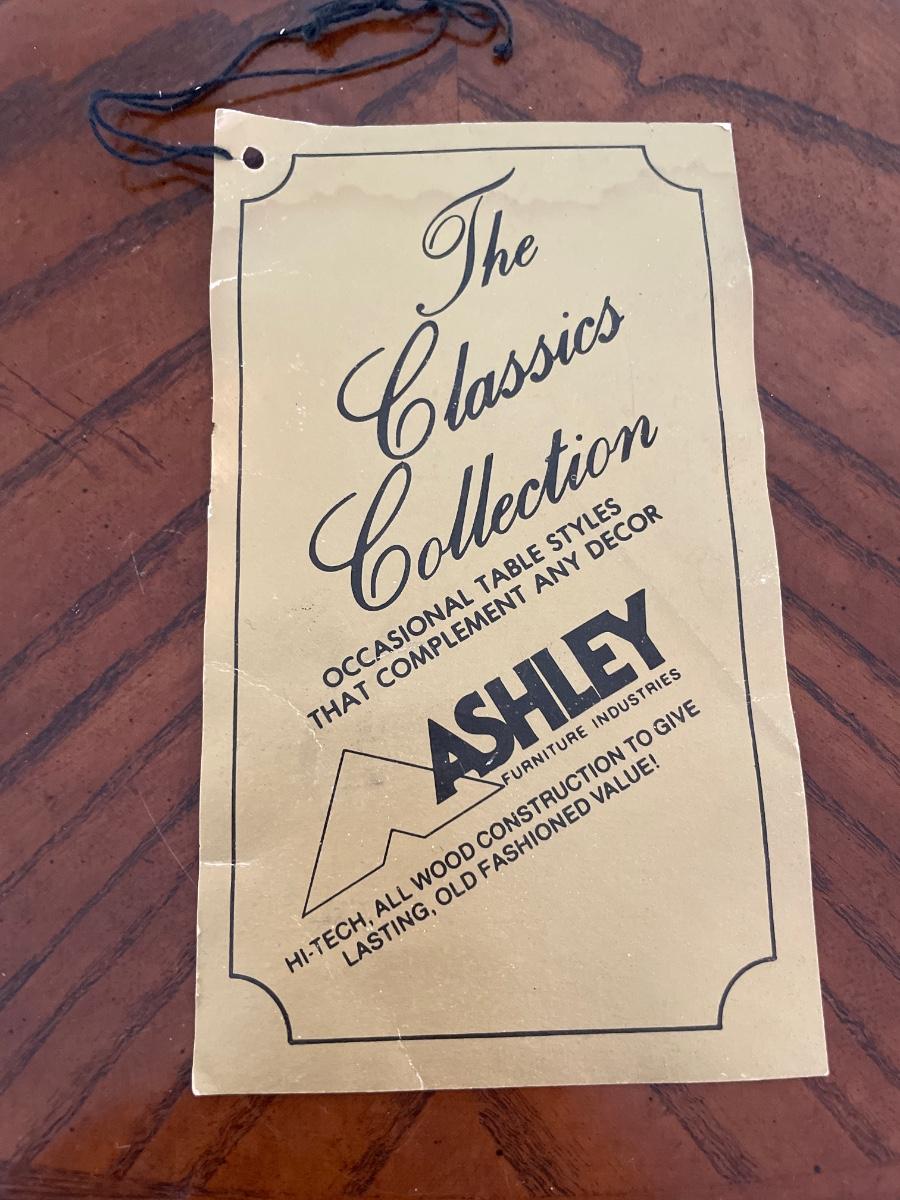 The
Classics
Collection
OCCASIONAL TABLE STYLES
THAT COMPLEMENT ANY DECOR
ASHLEY
FURNITURE INDUSTRIES
HI-TECH, ALL WOOD CONSTRUCTION TO GIVE
LASTING, OLD FASHIONED VALUE!